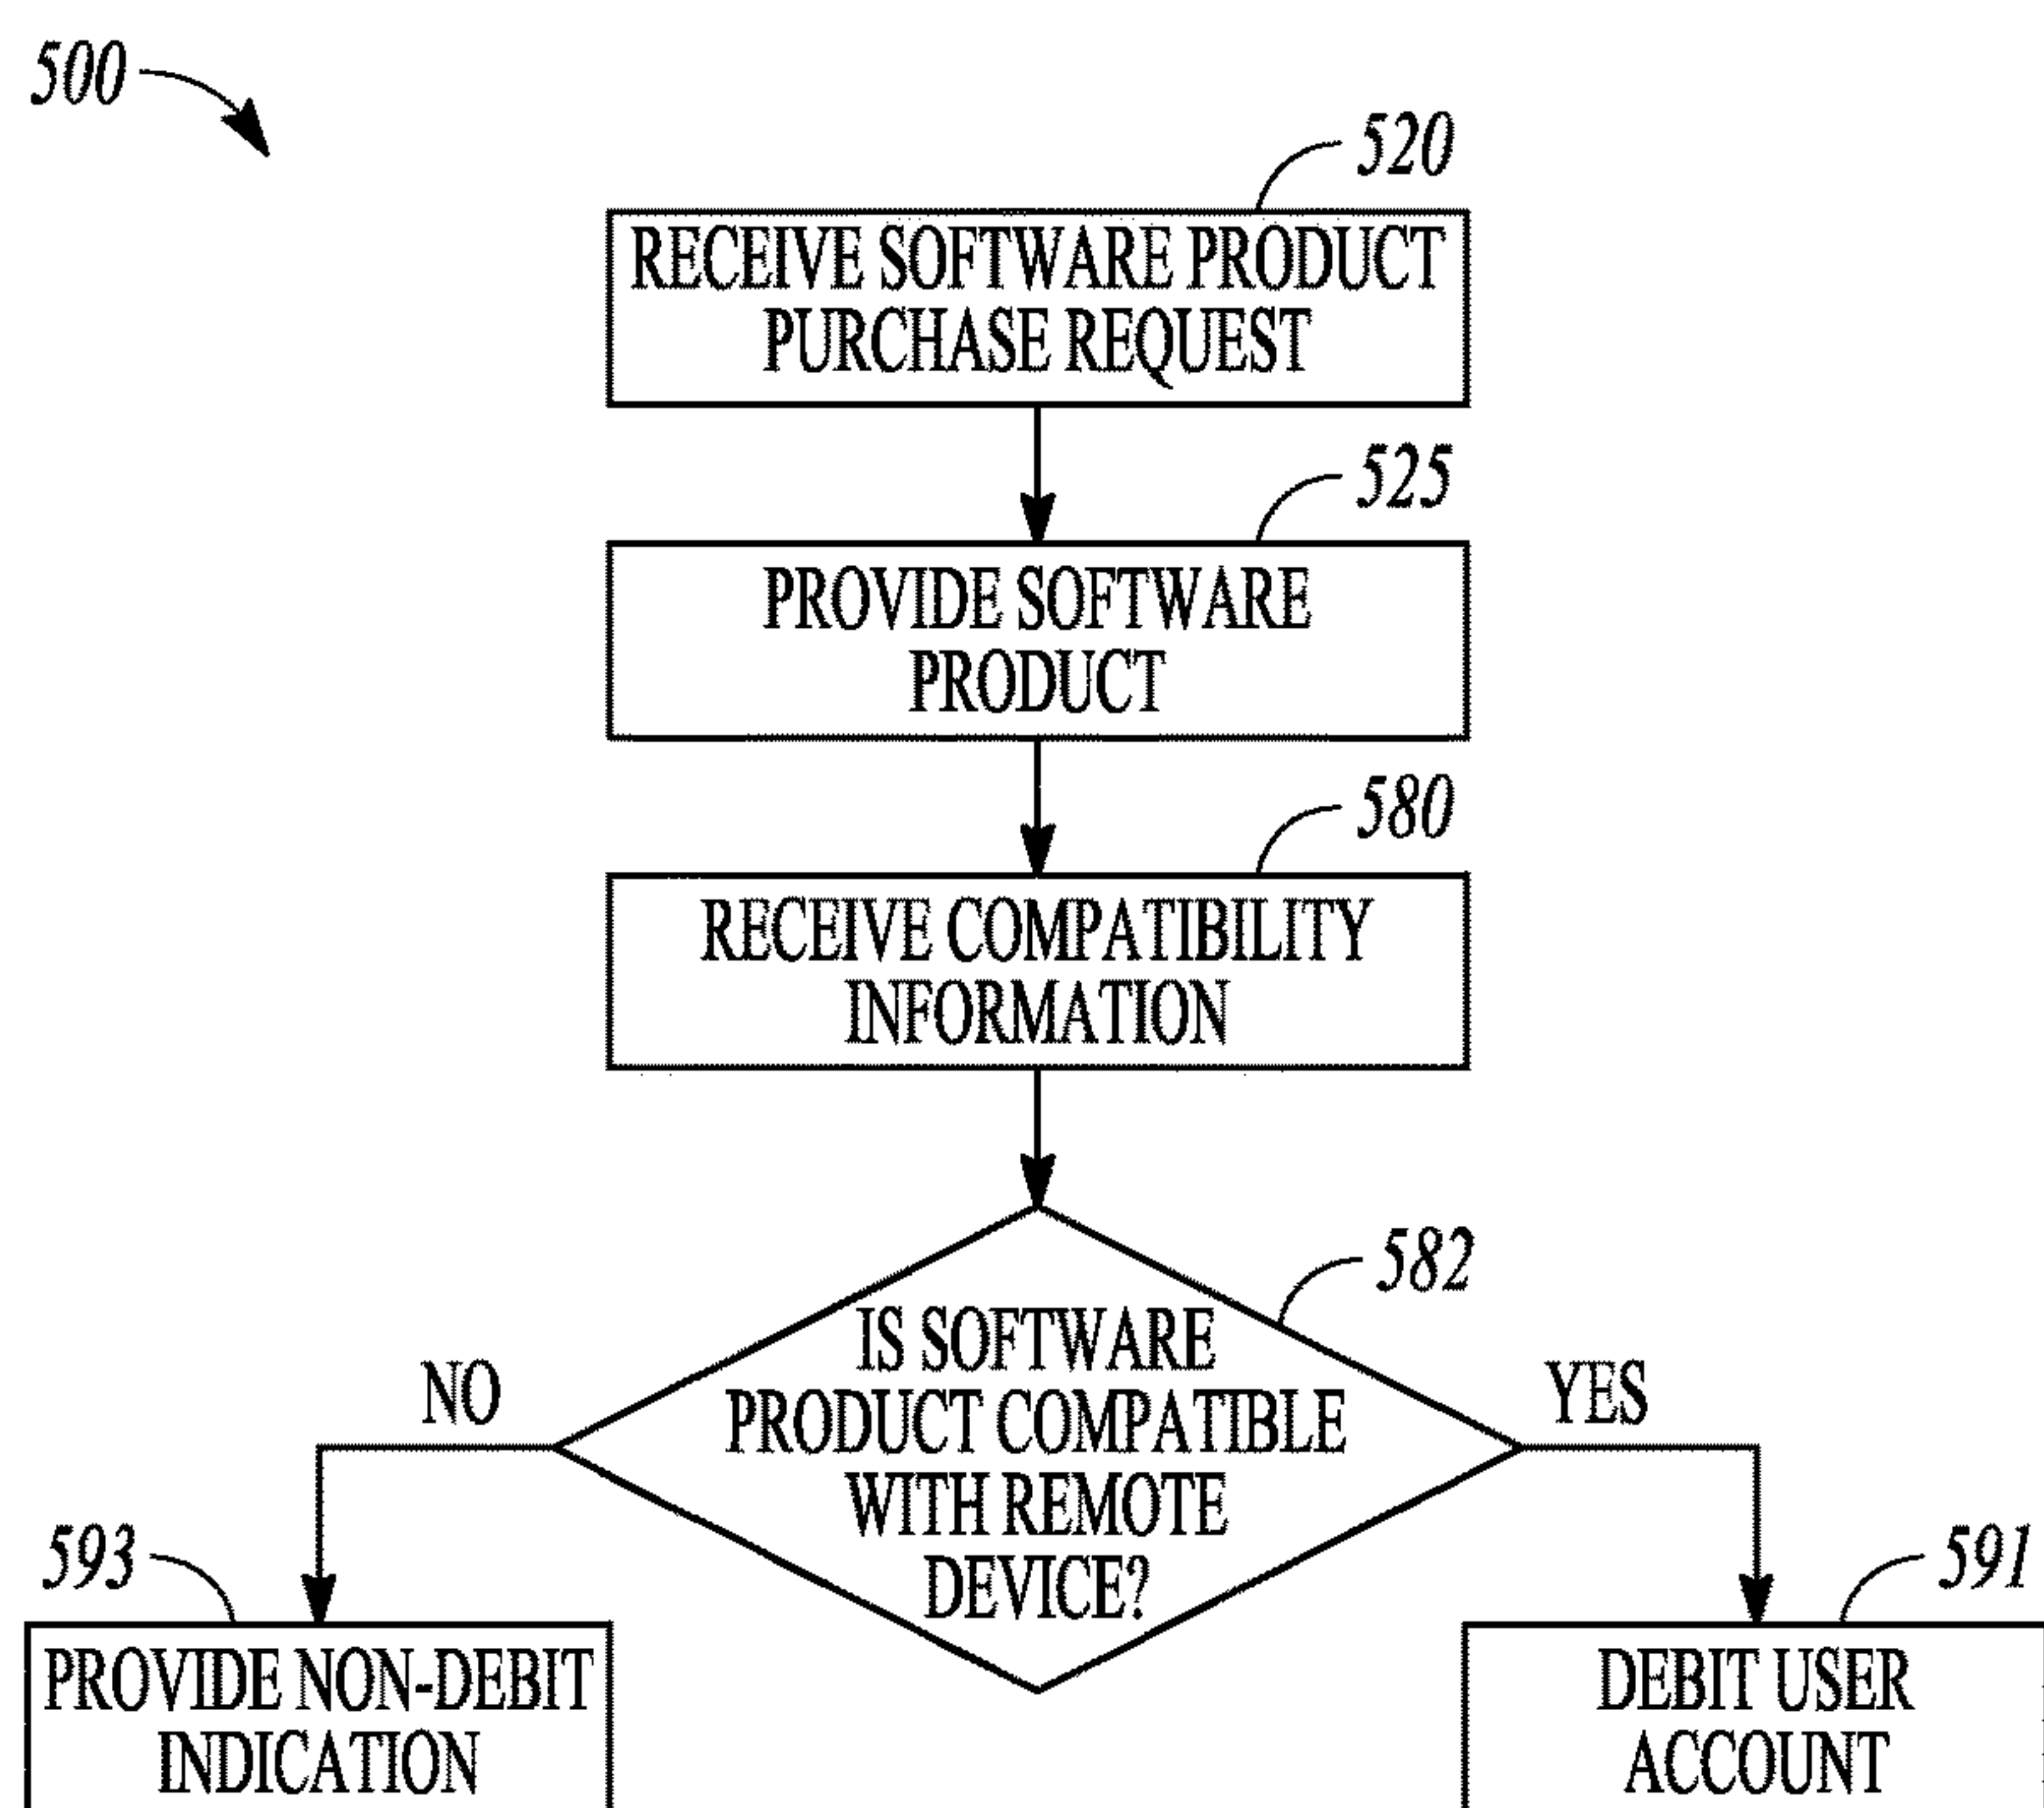 500
520
RECEIVE SOFTWARE PRODUCT
PURCHASE REQUEST
525
PROVIDE SOFTWARE
PRODUCT
580
RECEIVE COMPATIBILITY
INFORMATION
582
IS SOFTWARE
PRODUCT COMPATIBLE
WITH REMOTE
DEVICE?
NO
YES
593
PROVIDE NON-DEBIT
INDICATION
591
DEBIT USER
ACCOUNT